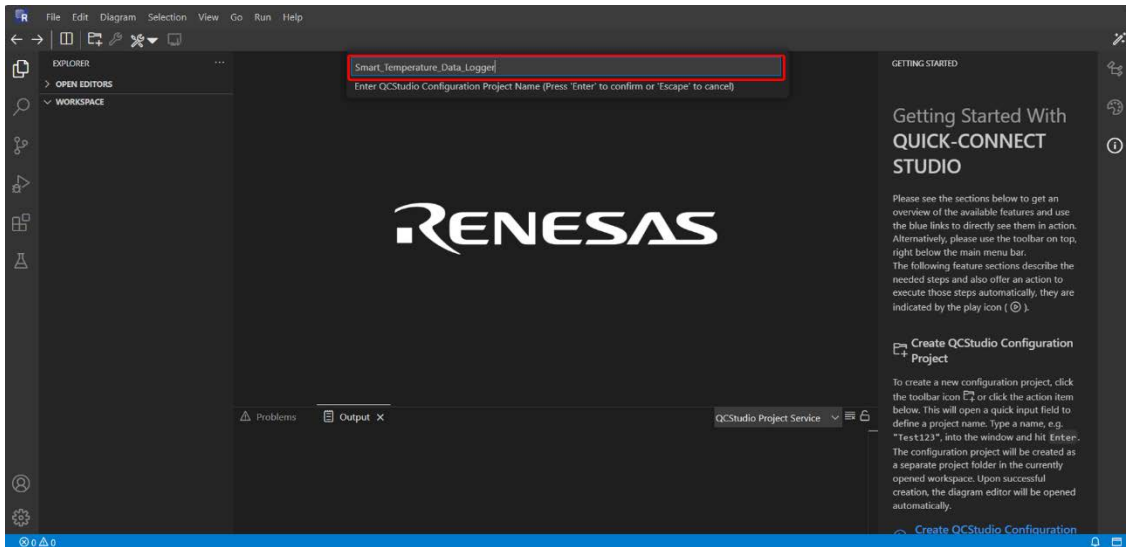 File Edit Diagram Selection View Go Run Help
EXPLORER
OPEN EDITORS
WORKSPACE
Smart_Temperature_Data_Logger
Enter QCStudio Configuration Project Name (Press 'Enter' to confirm or 'Escape' to cancel)
RENESAS
Problems Output
QCStudio Project Service
GETTING STARTED
Getting Started With
QUICK-CONNECT
STUDIO
Please see the sections below to get an
overview of the available features and use
the blue links to directly see them in action.
Alternatively, please use the toolbar on top,
right below the main menu bar.
The following feature sections describe the
needed steps and also offer an action to
execute those steps automatically, they are
indicated by the play icon ( ).
Create QCStudio Configuration
Project
To create a new configuration project, click
the toolbar icon or click the action item
below. This will open a quick input field to
define a project name. Type a name, e.g.
"Test123", into the window and hit Enter.
The configuration project will be created as
a separate project folder in the currently
opened workspace. Upon successful
creation, the diagram editor will be opened
automatically.
Create QCStudio Configuration
0 0